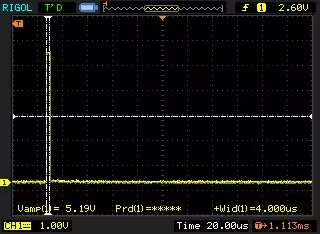 RIGOL T'D 1 2.60V
T
1
Vamp(1)= 5.19V Prd(1)=***** +Wid(1)=4.000us
CH1 1.00V Time 20.00us T→1.113ms